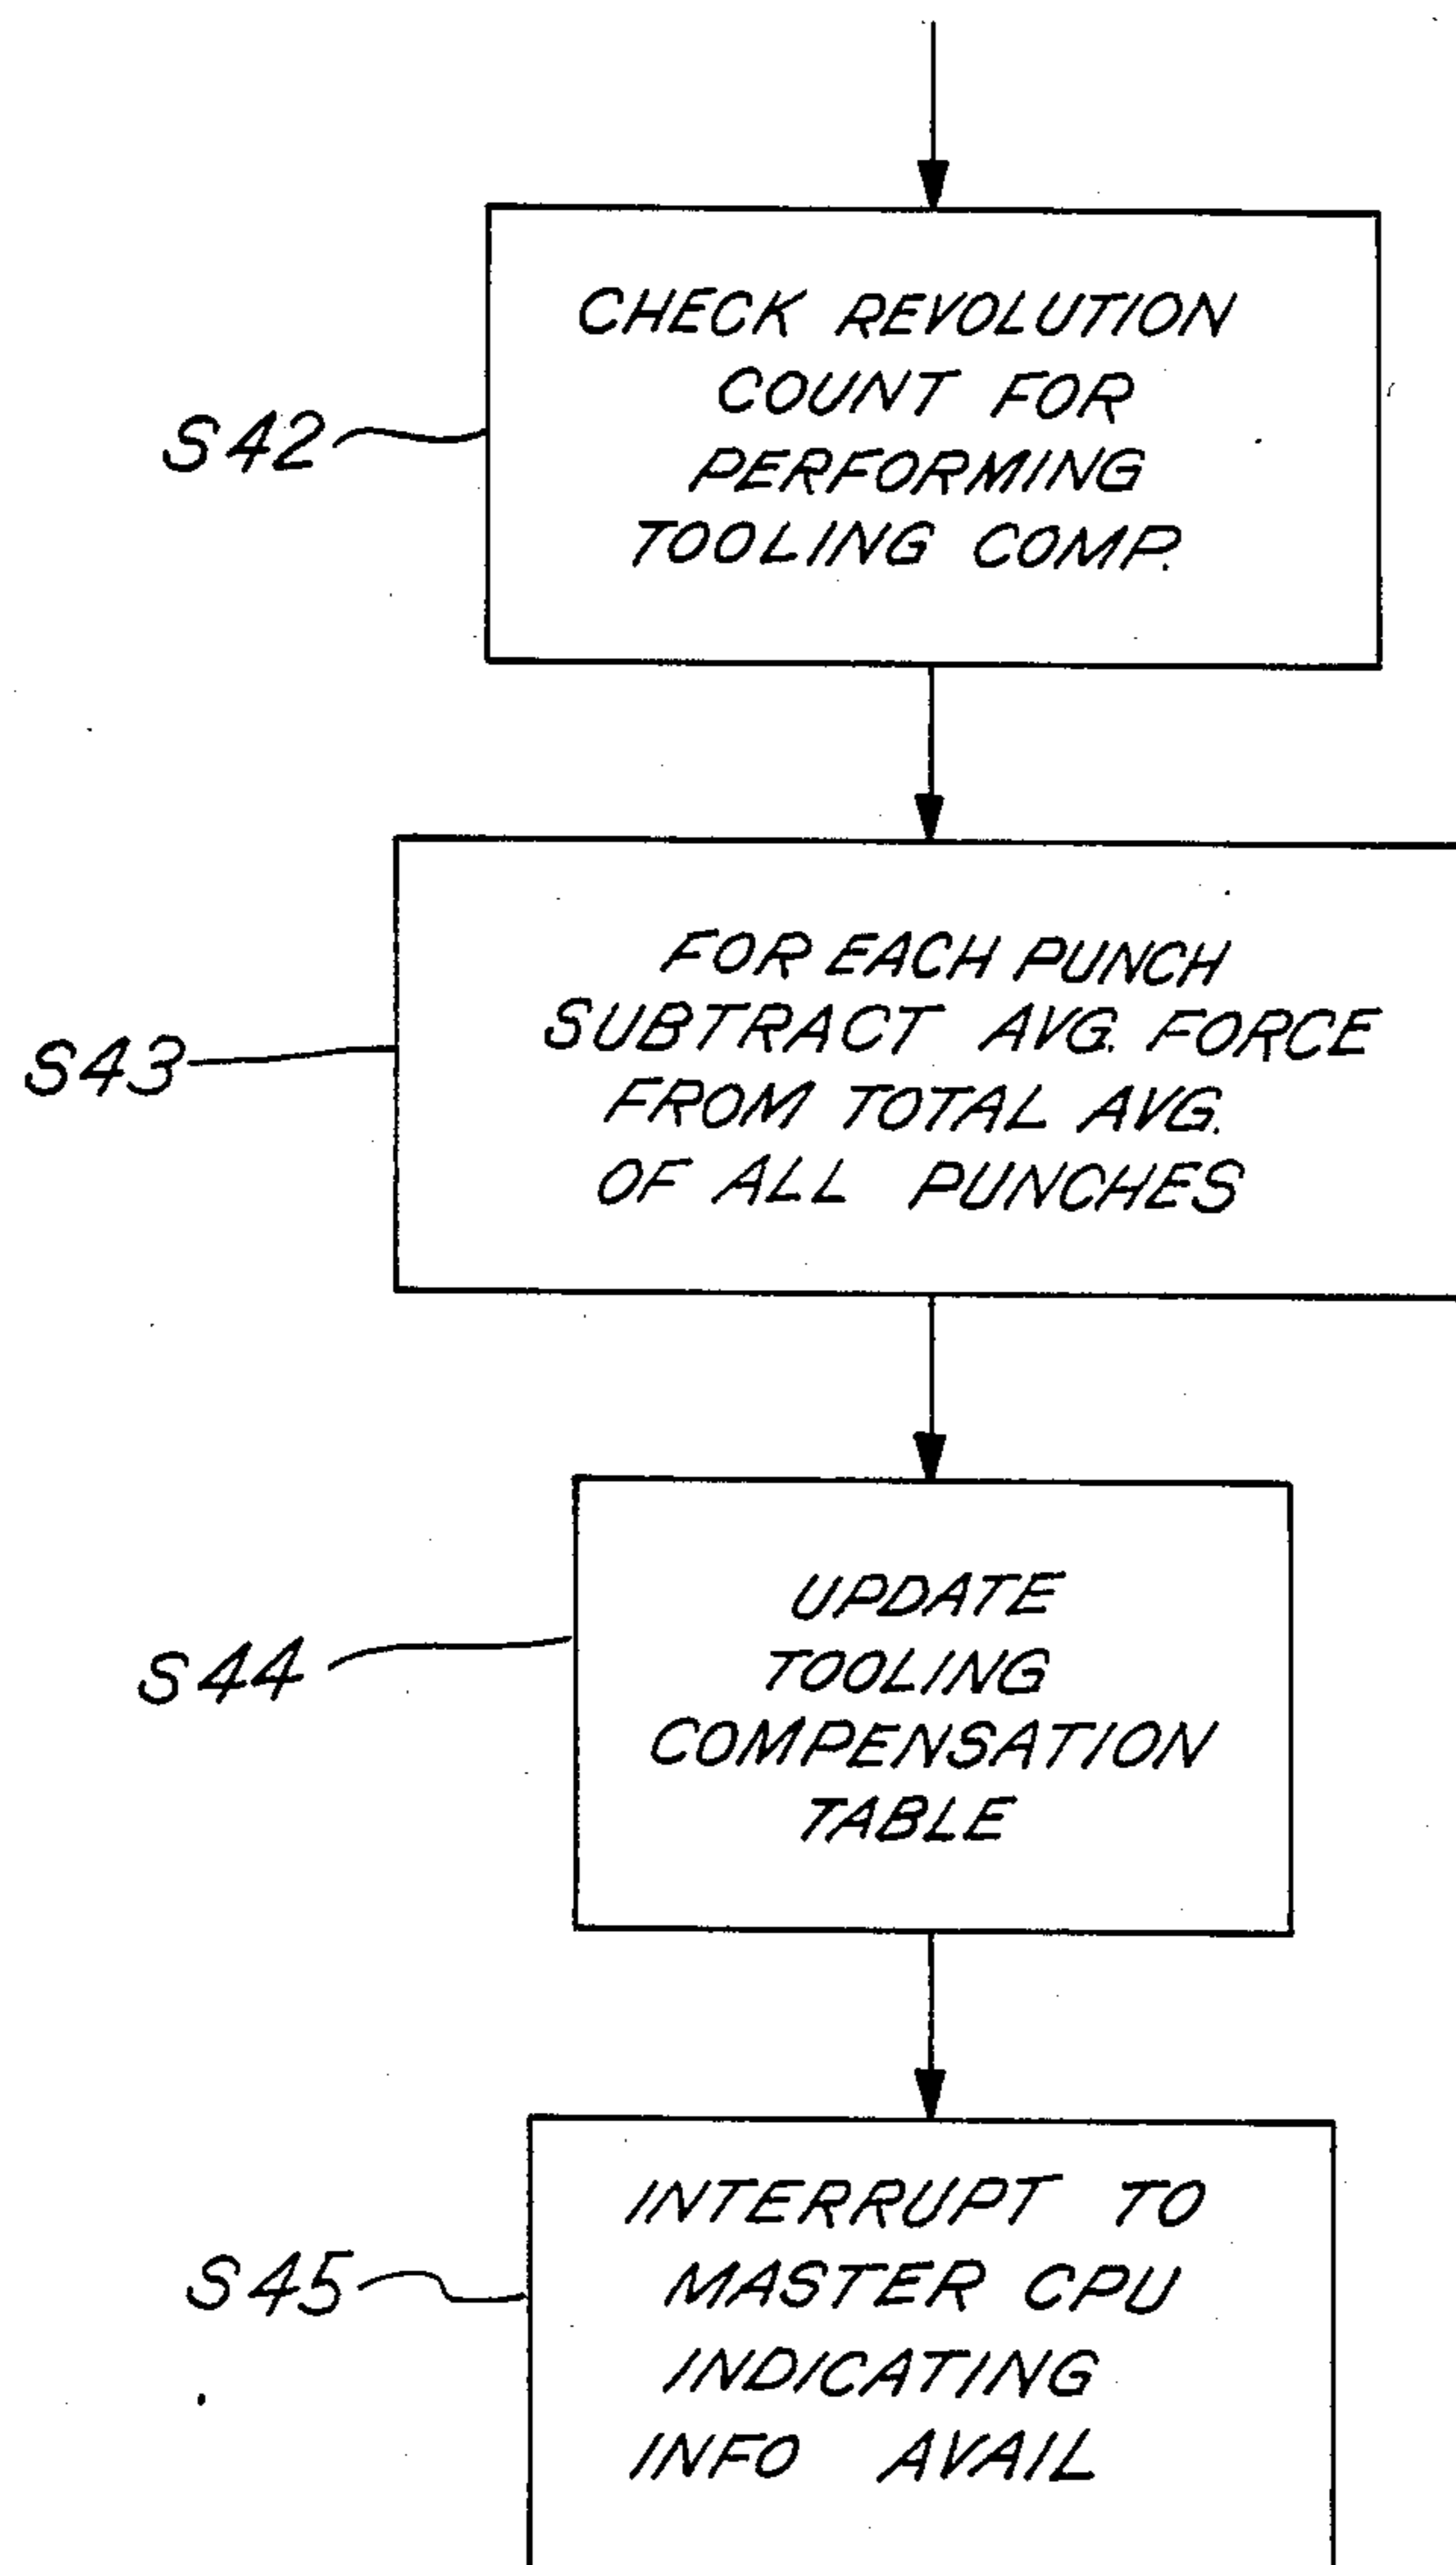 CHECK REVOLUTION
COUNT FOR
PERFORMING
TOOLING COMP.
S42
FOR EACH PUNCH
SUBTRACT AVG. FORCE
FROM TOTAL AVG.
OF ALL PUNCHES
S43
UPDATE
TOOLING
COMPENSATION
TABLE
S44
INTERRUPT TO
MASTER CPU
INDICATING
INFO AVAIL
S45